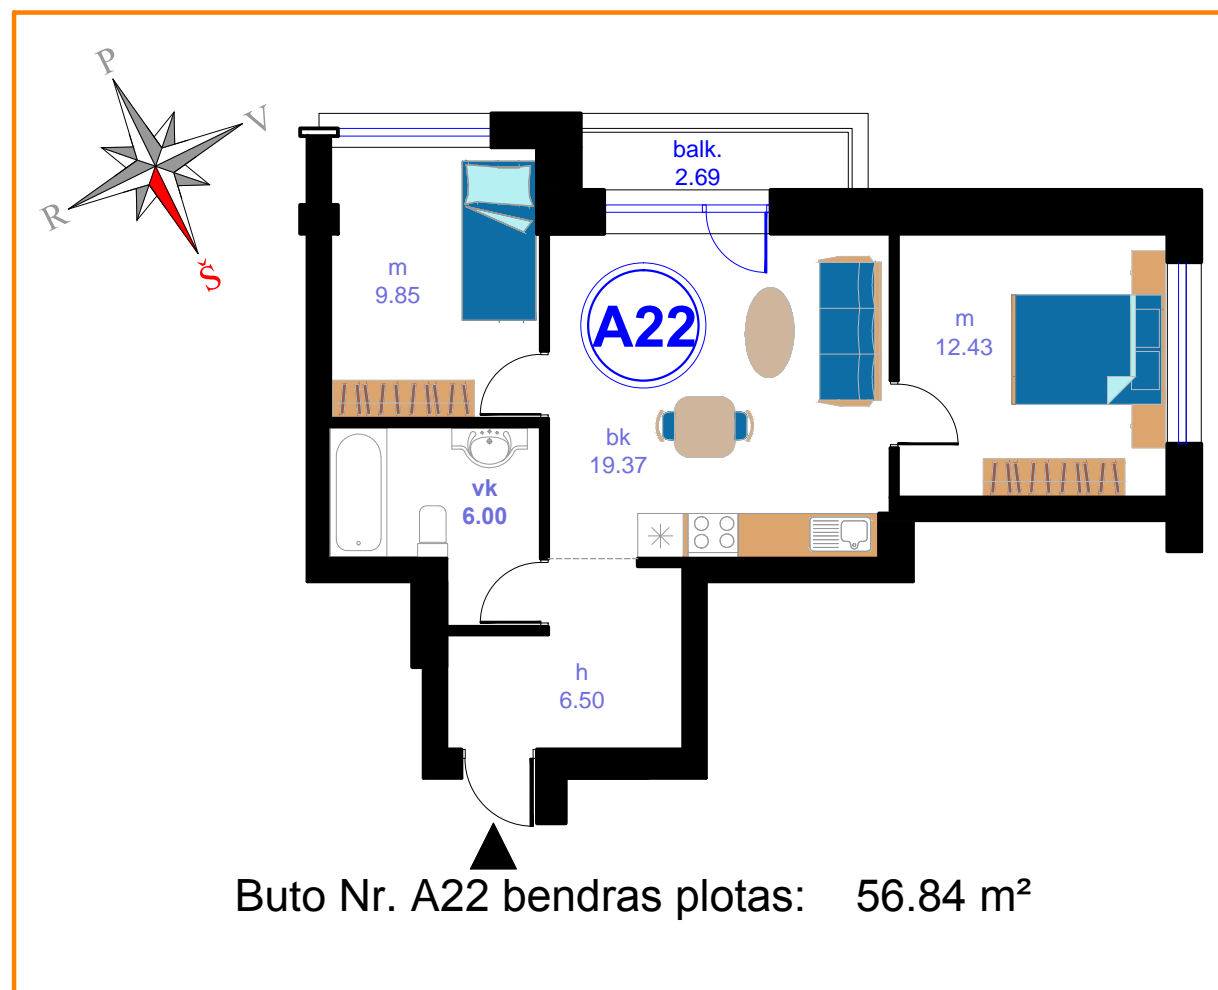 P
V
R
Š
balk.
2.69
m
9.85
A22
m
12.43
bk
19.37
vk
6.00
h
6.50
Buto Nr. A22 bendras plotas: 56.84 m²